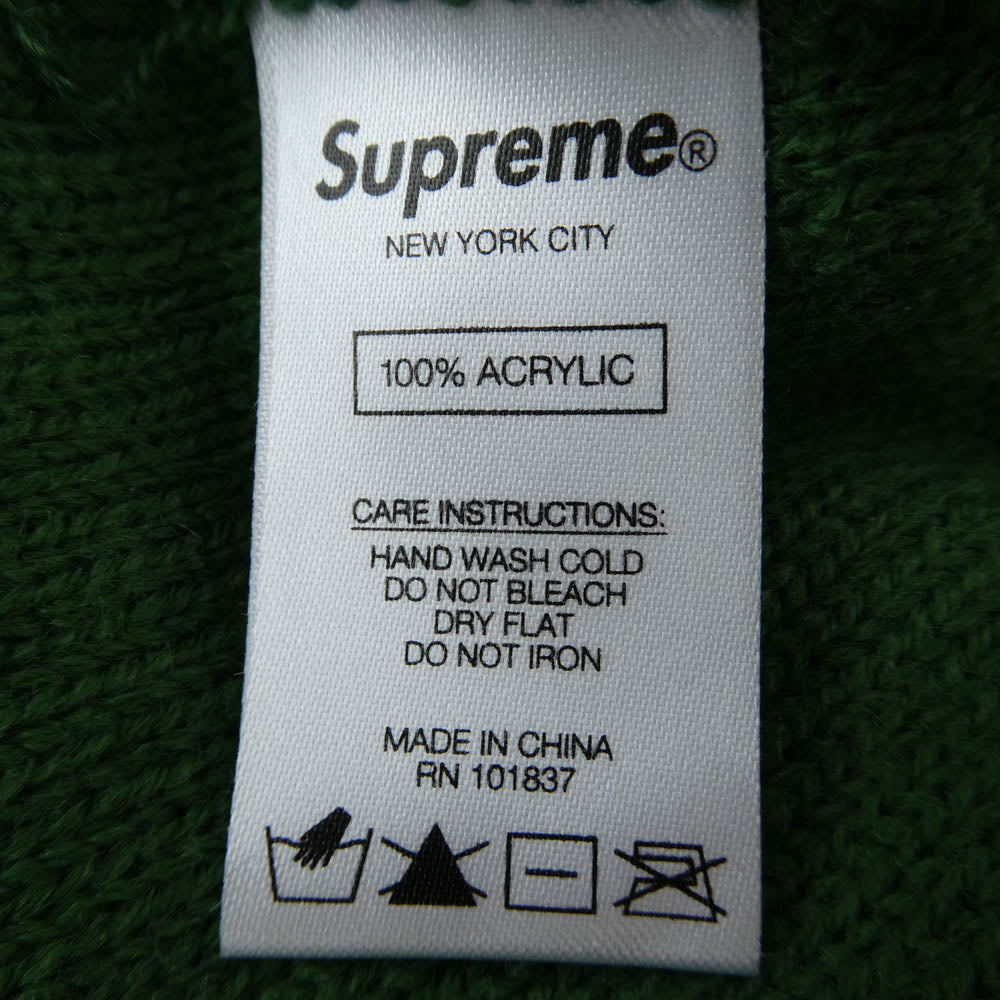 Supreme®
NEW YORK CITY
100% ACRYLIC
CARE INSTRUCTIONS:
HAND WASH COLD
DO NOT BLEACH
DRY FLAT
DO NOT IRON
MADE IN CHINA
RN 101837